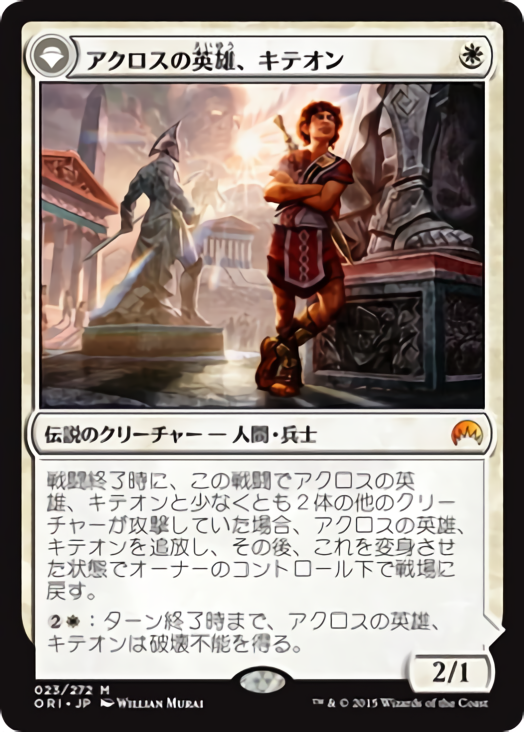 アクロスの英雄、キテオン
えいゆう
伝説のクリーチャー — 人間・兵士
戦闘終了時に、この戦闘でアクロスの英
雄、キテオンと少なくとも２体の他のクリー
チャーが攻撃していた場合、アクロスの英雄、
キテオンを追放し、その後、これを変身させ
た状態でオーナーのコントロール下で戦場に
戻す。
2：ターン終了時まで、アクロスの英雄、
キテオンは破壊不能を得る。
2/1
023/272 M
ORI • JP Willian Murai
™ & © 2015 Wizards of the Coast